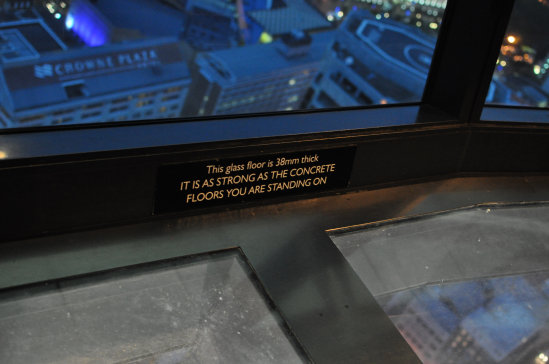 CROWNE PLAZA
This glass floor is 38mm thick
IT IS AS STRONG AS THE CONCRETE
FLOORS YOU ARE STANDING ON